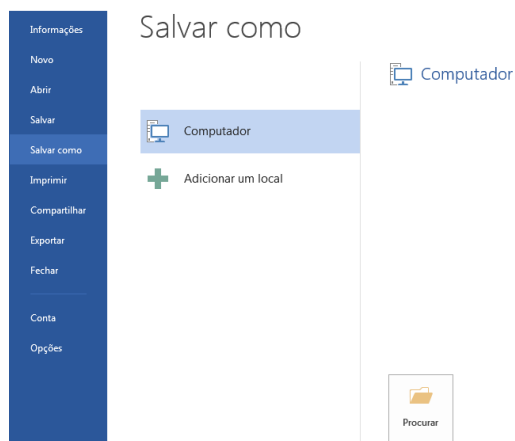 Informações
Novo
Abrir
Salvar
Salvar como
Imprimir
Compartilhar
Exportar
Fechar
Conta
Opções
Salvar como
Computador
Adicionar um local
Computador
Procurar